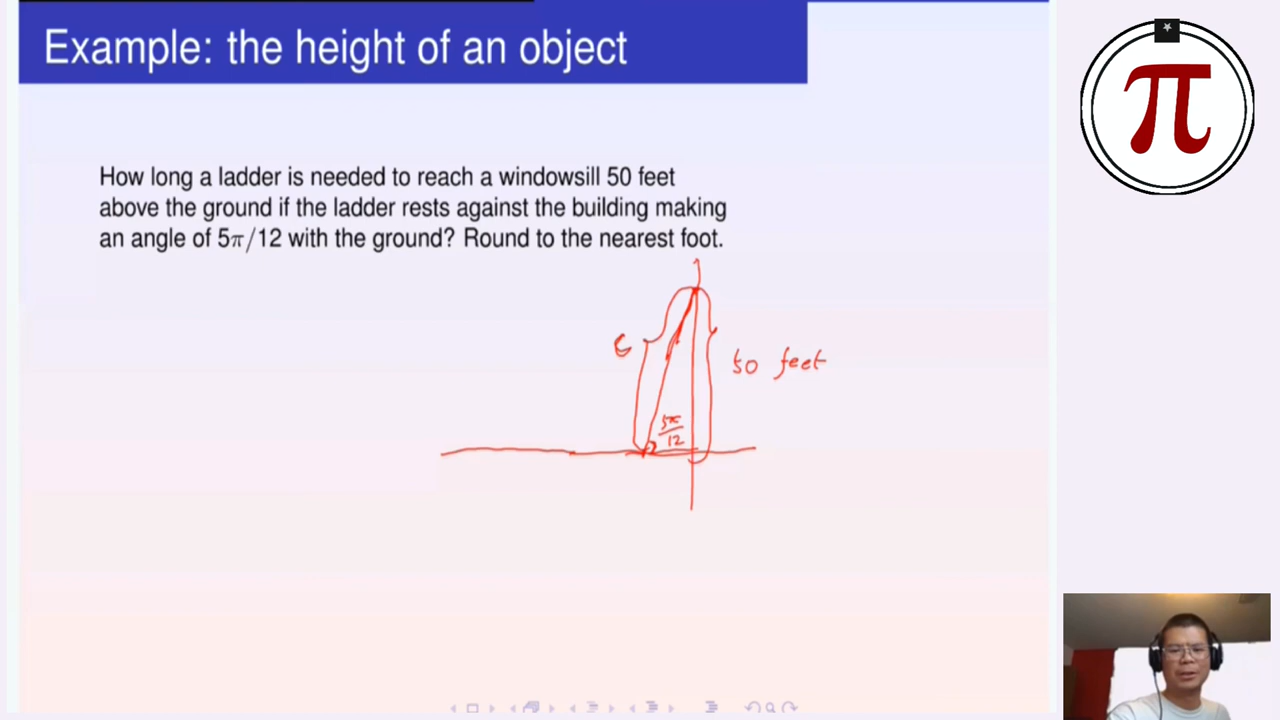 Example: the height of an object
π
How long a ladder is needed to reach a windowsill 50 feet
above the ground if the ladder rests against the building making
an angle of 5π/12 with the ground? Round to the nearest foot.
50 feet
5π
12